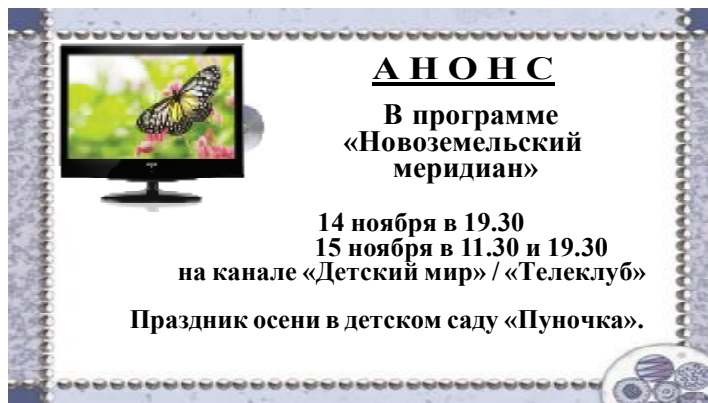 А Н О Н С
В программе
«Новоземельский
меридиан»
14 ноября в 19.30
15 ноября в 11.30 и 19.30
на канале «Детский мир» / «Телеклуб»
Праздник осени в детском саду «Пуночка».